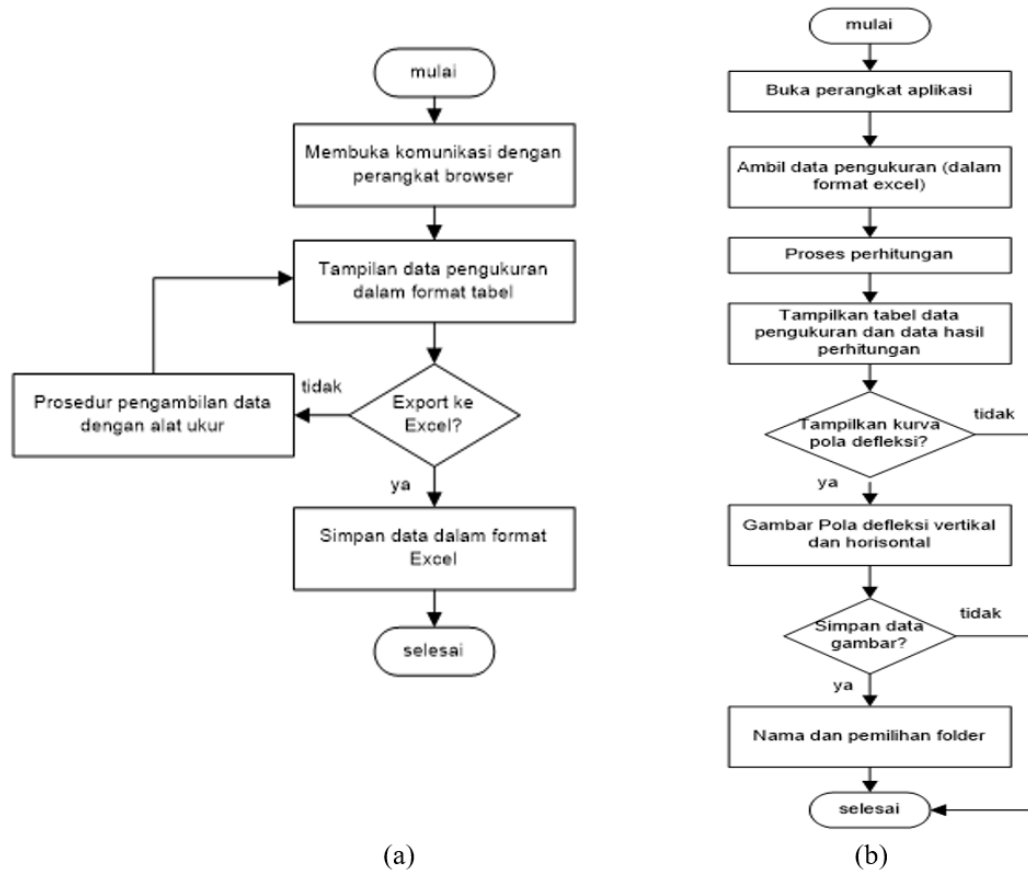 mulai
Membuka komunikasi dengan
perangkat browser
Tampilan data pengukuran
dalam format tabel
Prosedur pengambilan data
dengan alat ukur
tidak
Export ke
Excel?
ya
Simpan data dalam format
Excel
selesai
(a)
mulai
Buka perangkat aplikasi
Ambil data pengukuran (dalam
format excel)
Proses perhitungan
Tampilkan tabel data
pengukuran dan data hasil
perhitungan
Tampilkan kurva
pola defleksi?
tidak
ya
Gambar Pola defleksi vertikal
dan horisontal
Simpan data
gambar?
tidak
ya
Nama dan pemilihan folder
selesai
(b)